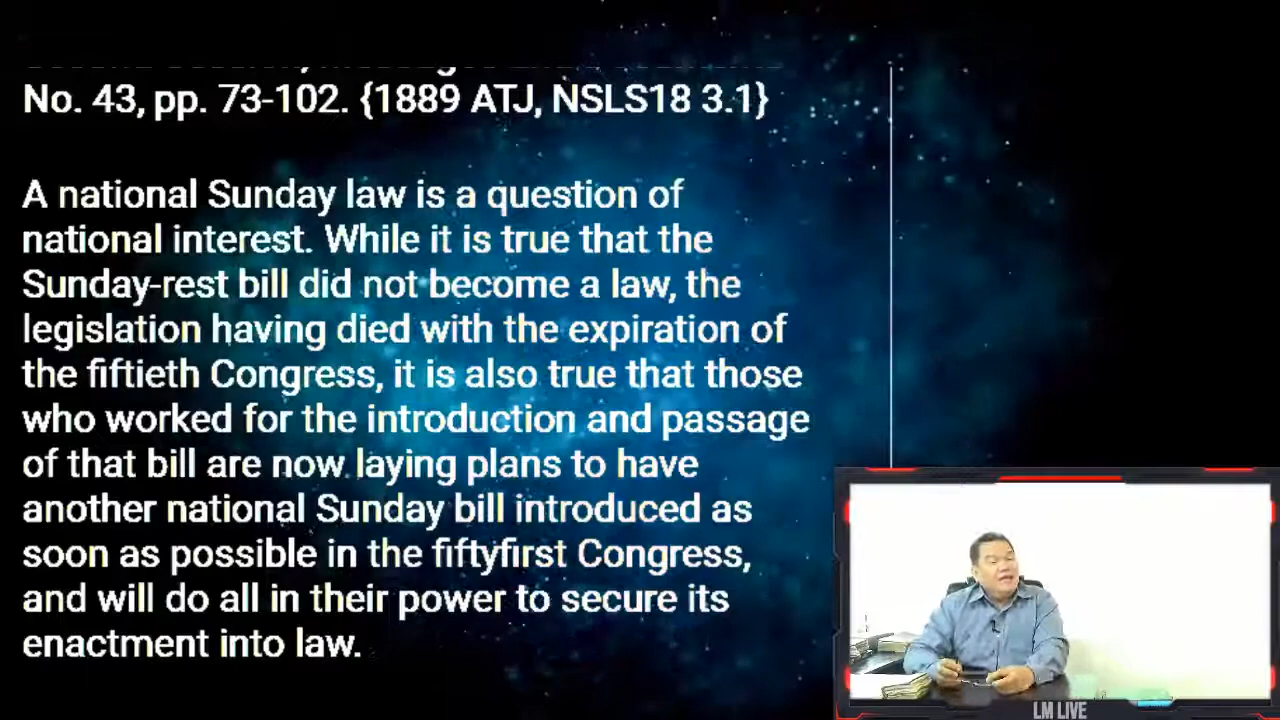 No. 43, pp. 73-102. {1889 ATJ, NSLS18 3.1}
A national Sunday law is a question of
national interest. While it is true that the
Sunday-rest bill did not become a law, the
legislation having died with the expiration of
the fiftieth Congress, it is also true that those
who worked for the introduction and passage
of that bill are now laying plans to have
another national Sunday bill introduced as
soon as possible in the fiftyfirst Congress,
and will do all in their power to secure its
enactment into law.
LM LIVE